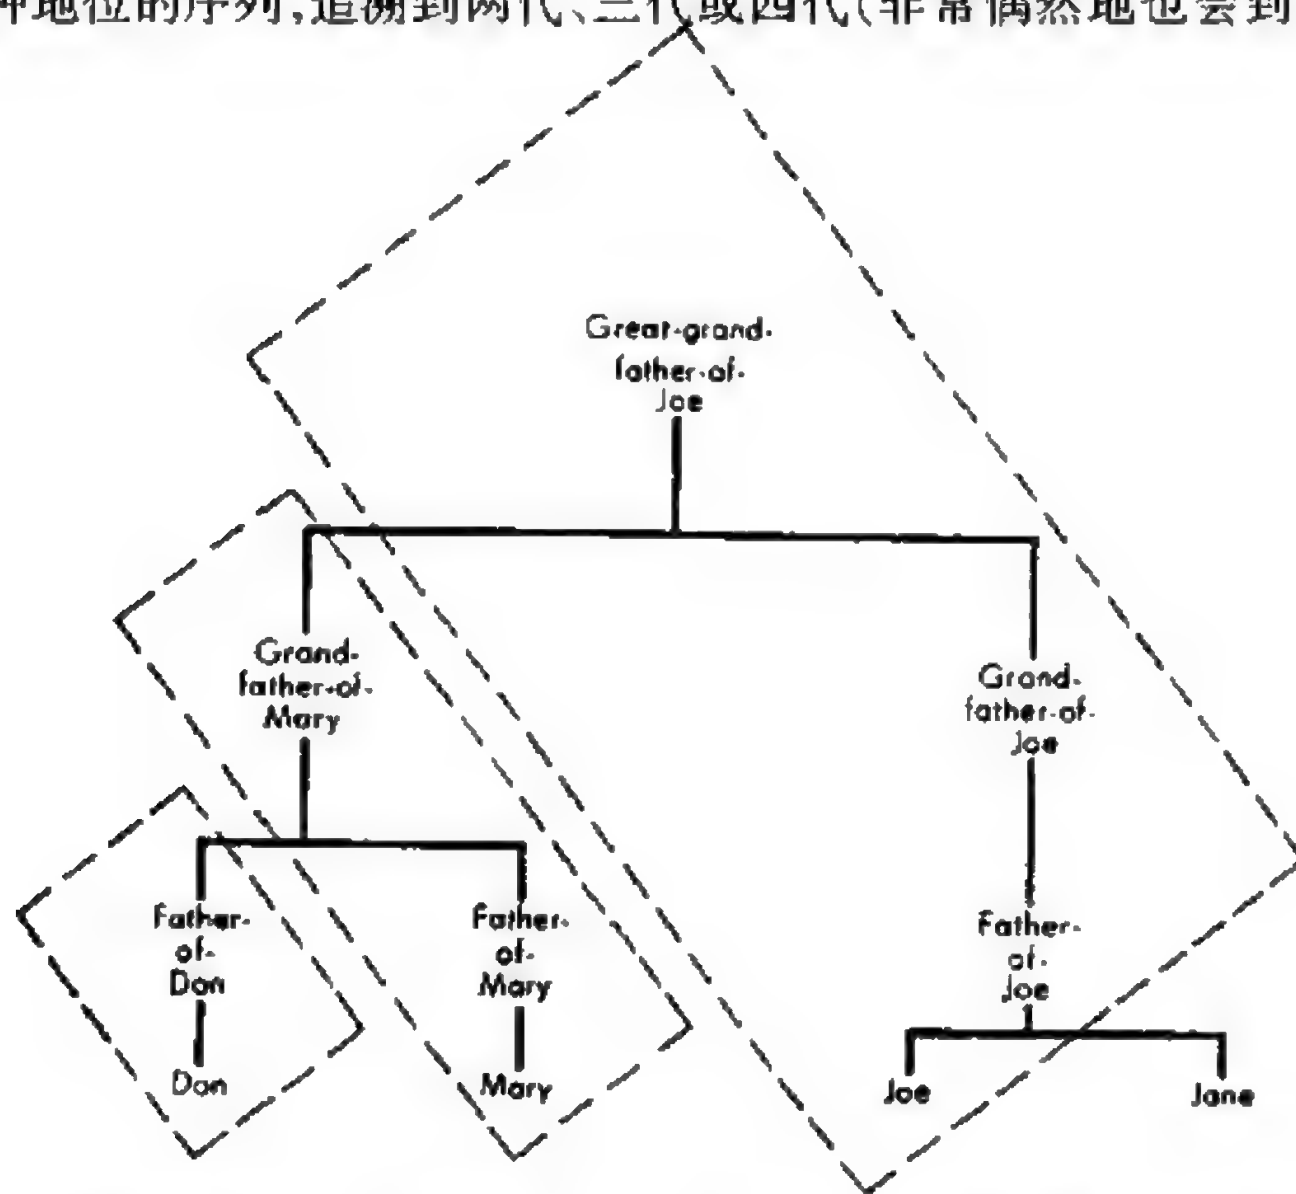 种地位的序列,追溯到两代、三代或四代(非常偶然地也会到
Great-grand-
father-of-
Joe
Grand-
father-of-
Mary
Grand-
father-of-
Joe
Father-
of-
Don
Father-
of-
Mary
Father-
of-
Joe
Don
Mary
Joe
Jane